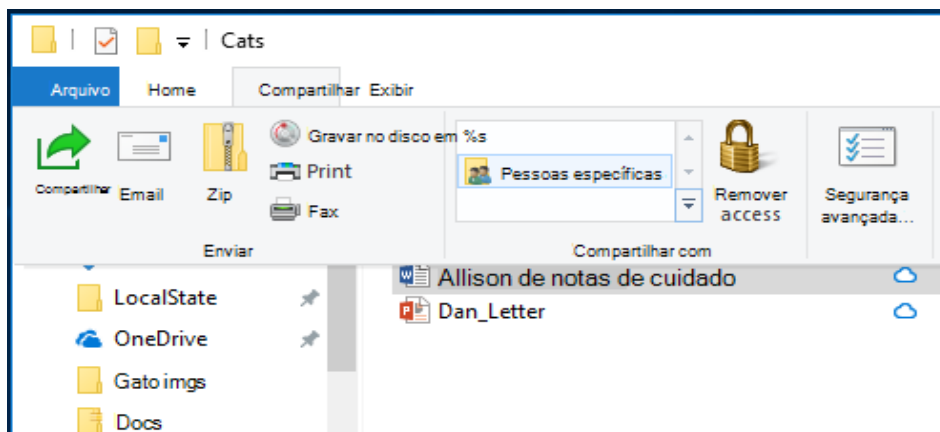 Cats
Arquivo Home Compartilhar Exibir
Compartilhar
Email
Zip
Gravar no disco em %s
Print
Fax
Enviar
Pessoas específicas
Remover
access
Compartilhar com
Segurança
avançada...
LocalState
OneDrive
Gato imgs
Docs
Allison de notas de cuidado
Dan_Letter